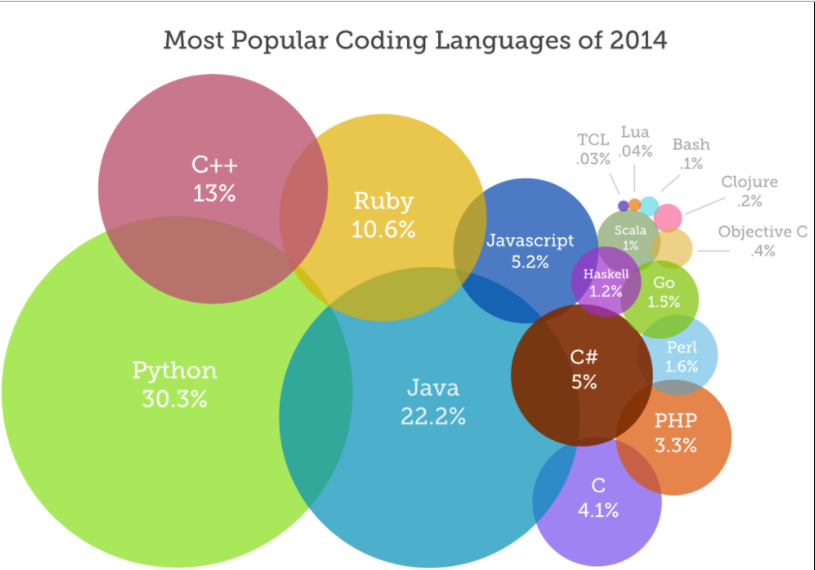 Most Popular Coding Languages of 2014
C++
13%
Ruby
10.6%
Javascript
5.2%
TCL
.03%
Lua
.04%
Bash
.1%
Clojure
.2%
Objective C
.4%
Scala
1%
Haskell
1.2%
Go
1.5%
Python
30.3%
Java
22.2%
C#
5%
Perl
1.6%
PHP
3.3%
C
4.1%